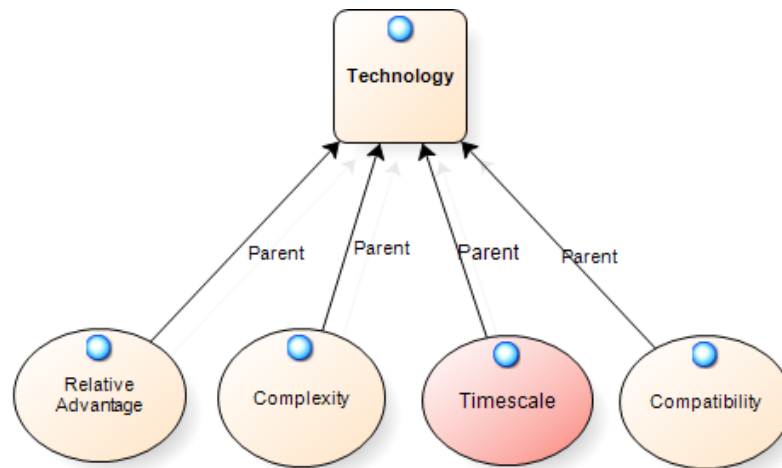 Technology
Parent
Parent
Parent
Parent
Relative
Advantage
Complexity
Timescale
Compatibility